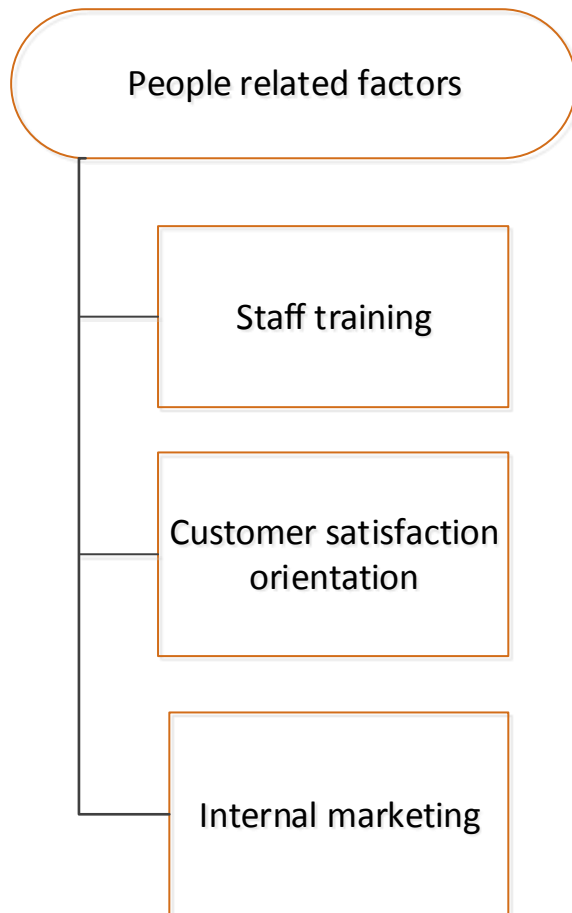 People related factors
Staff training
Customer satisfaction
orientation
Internal marketing